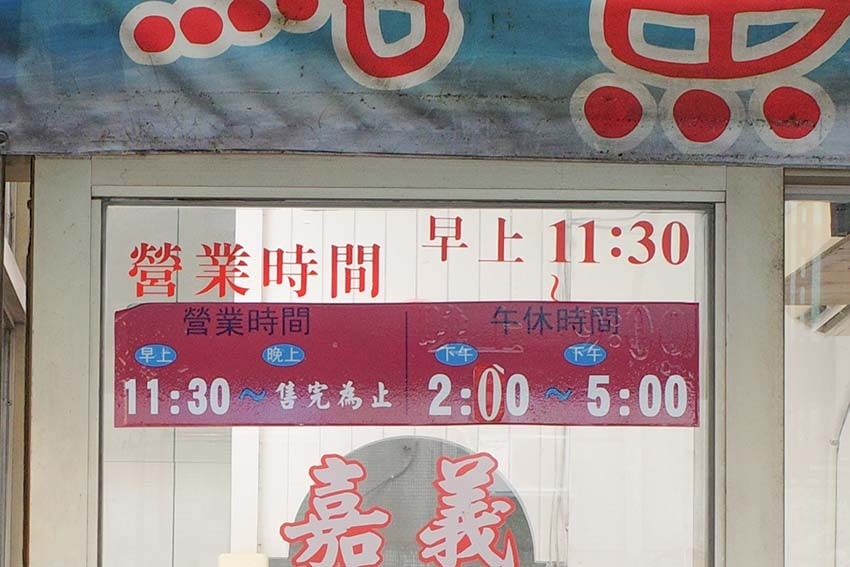 營業時間 早上 11:30
~
營業時間 午休時間
早上 晚上 下午 下午
11:30 ~ 售完為止 2:00 ~ 5:00
嘉義